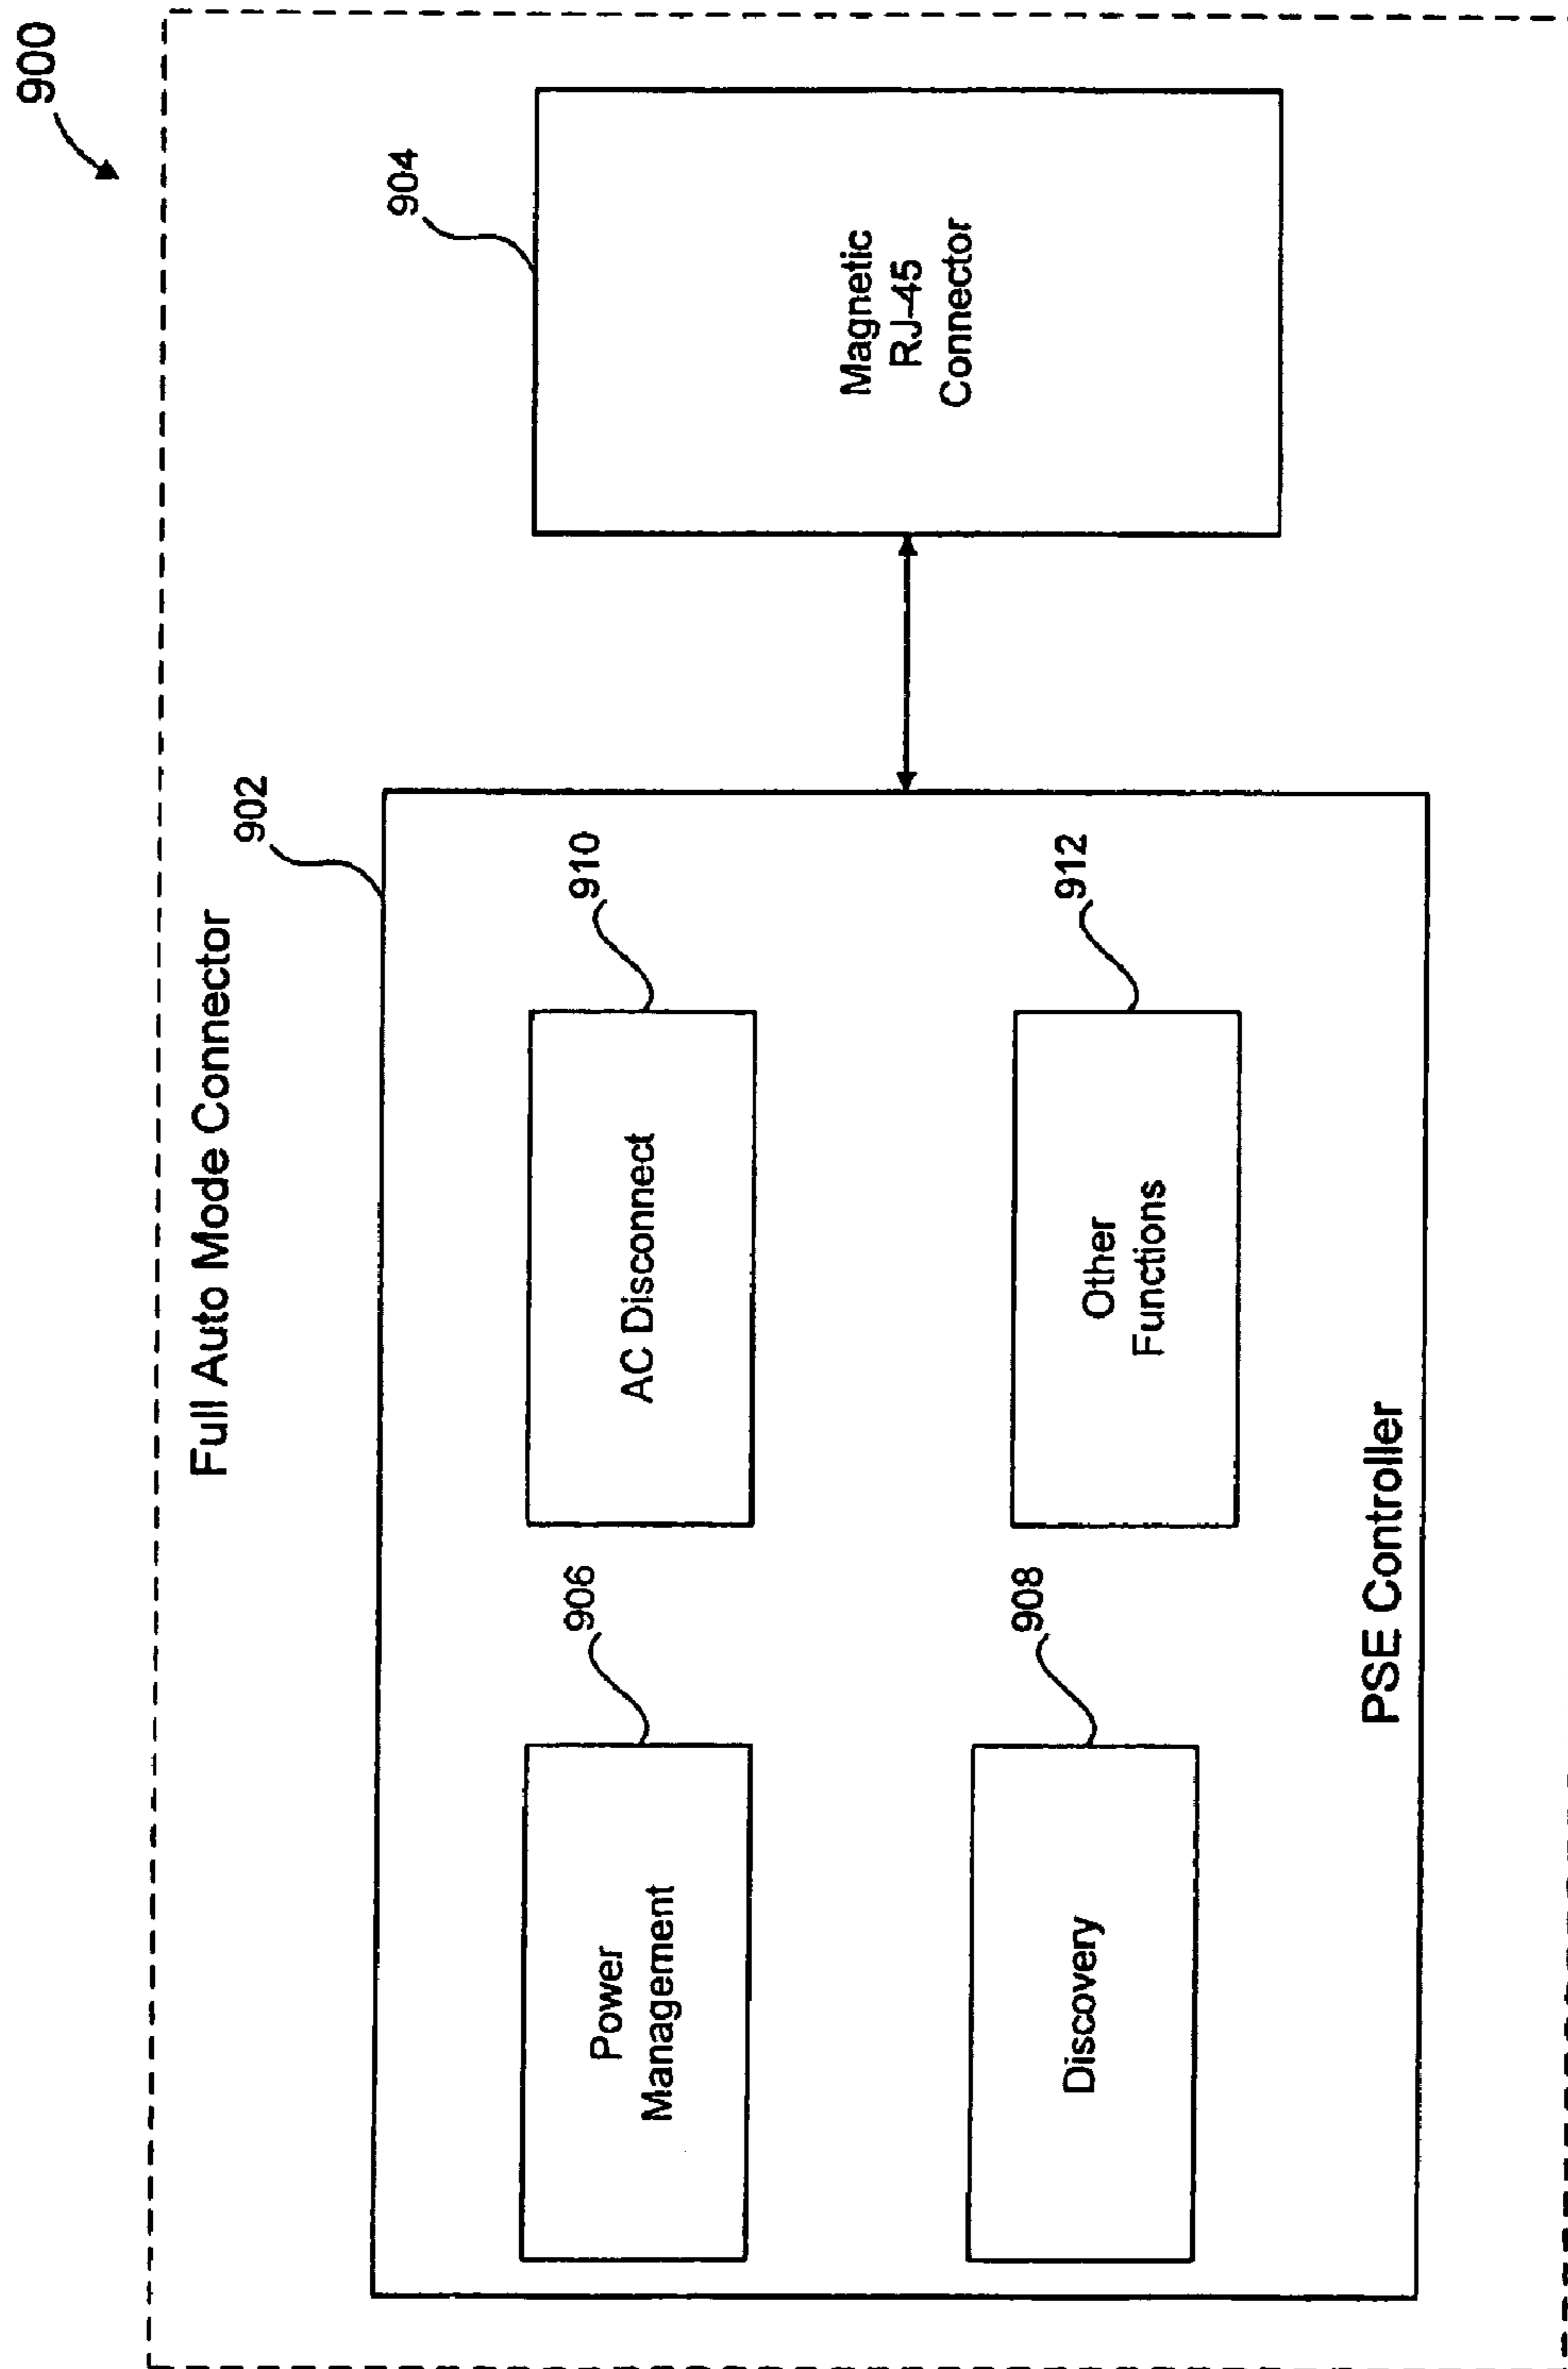 900
Full Auto Mode Connector
902
904
906
Power
Management
910
AC Disconnect
Magnetic
RJ-45
Connector
908
Discovery
912
Other
Functions
PSE Controller